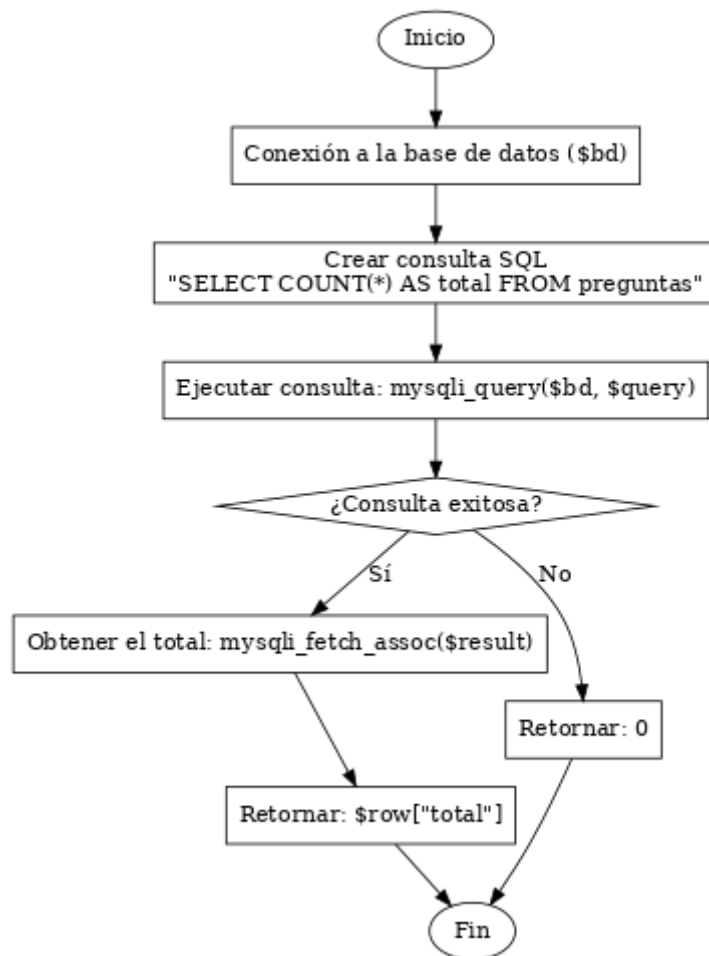 Inicio
Conexión a la base de datos ($bd)
Crear consulta SQL
"SELECT COUNT(*) AS total FROM preguntas"
Ejecutar consulta: mysqli_query($bd, $query)
¿Consulta exitosa?
Sí
No
Obtener el total: mysqli_fetch_assoc($result)
Retornar: 0
Retornar: $row["total"]
Fin